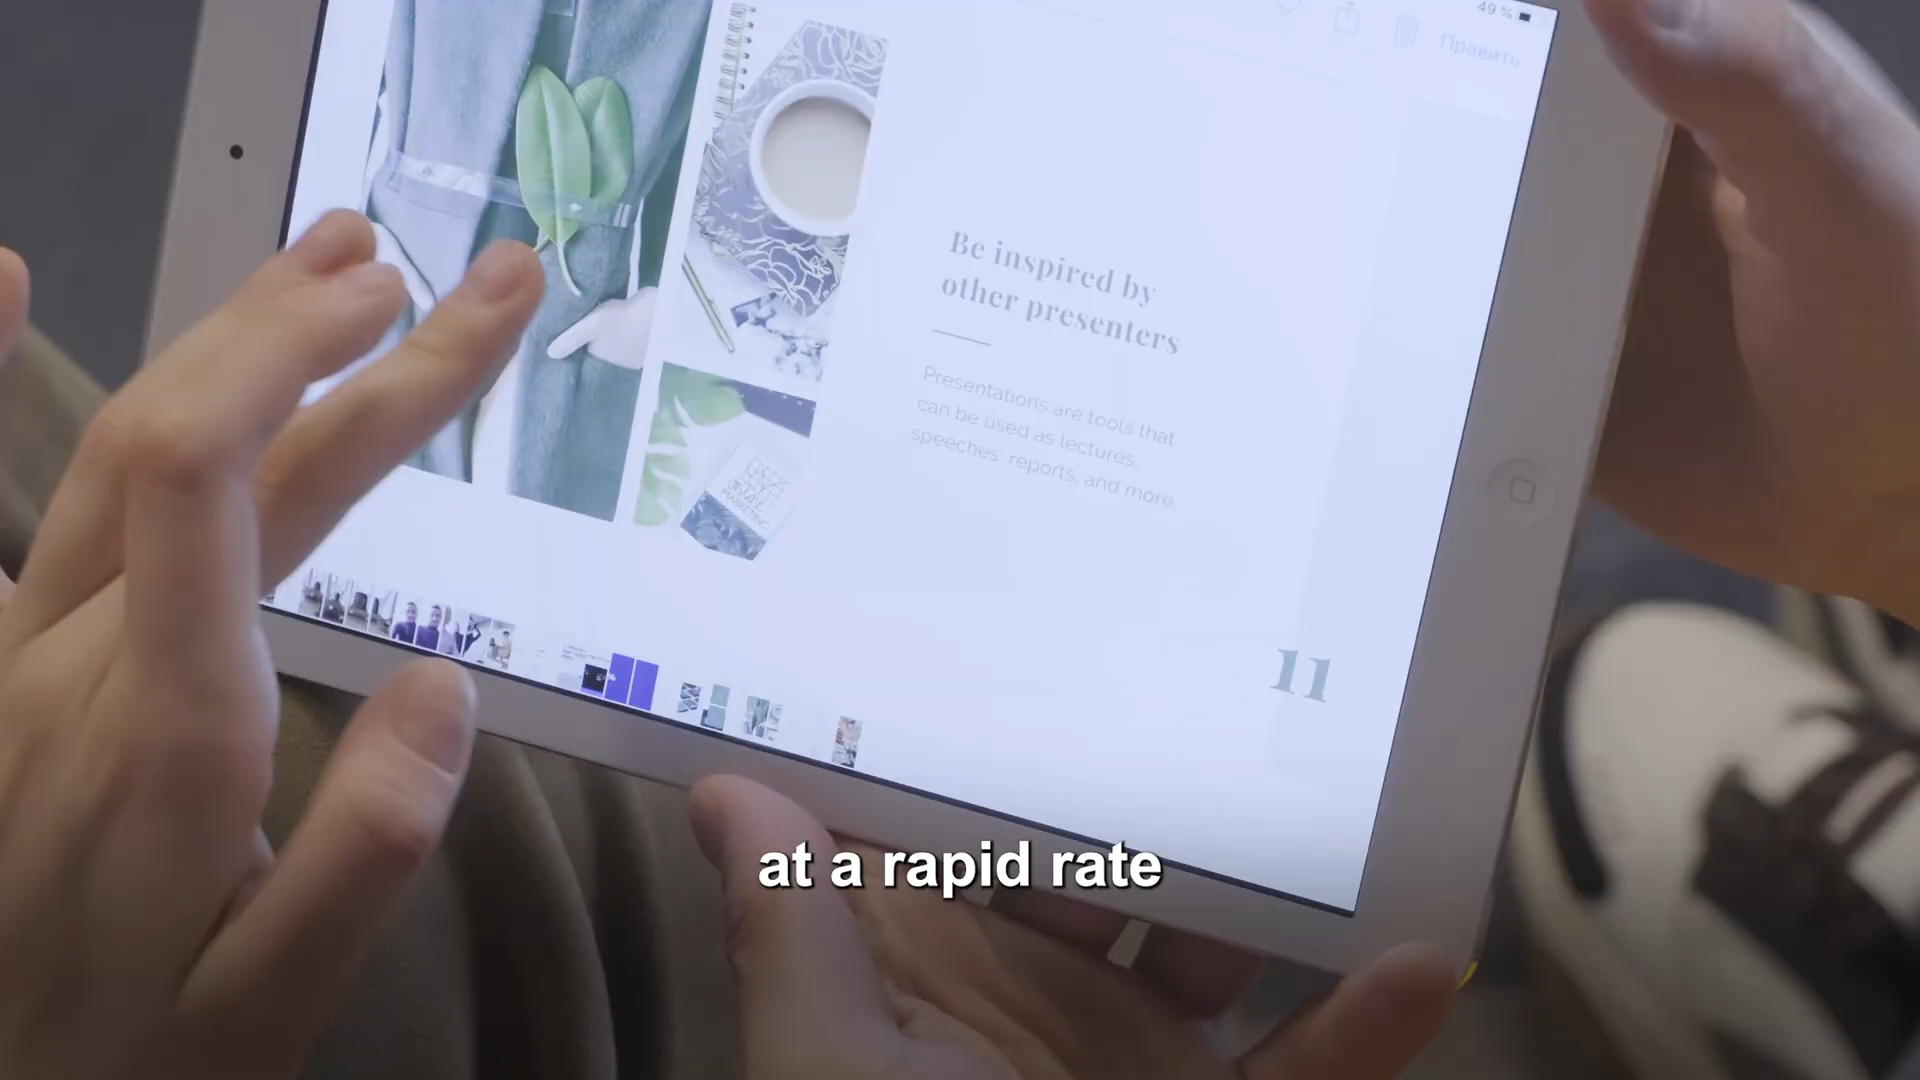 49 %
Править
Be inspired by
other presenters
Presentations are tools that
can be used as lectures,
speeches, reports, and more.
11
at a rapid rate